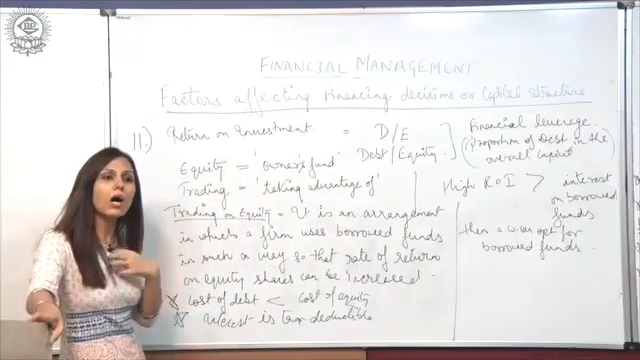 BP
FINANCIAL MANAGEMENT
Factors affecting Financing decisions or Capital structure
11.) Return on Investment = D/E
Debt/Equity
Financial leverage.
(Proportion of Debt in the
overall Capital)
Equity = 'owner's fund'
Trading = 'taking advantage of'
Trading on Equity - It is an arrangement
in which a firm uses borrowed funds
in such a way so that rate of return
on equity shares can be increased.
cost of debt < cost of equity.
Interest is tax deductible
High RoI > interest
on borrowed
funds
then a co. can opt for
borrowed funds.